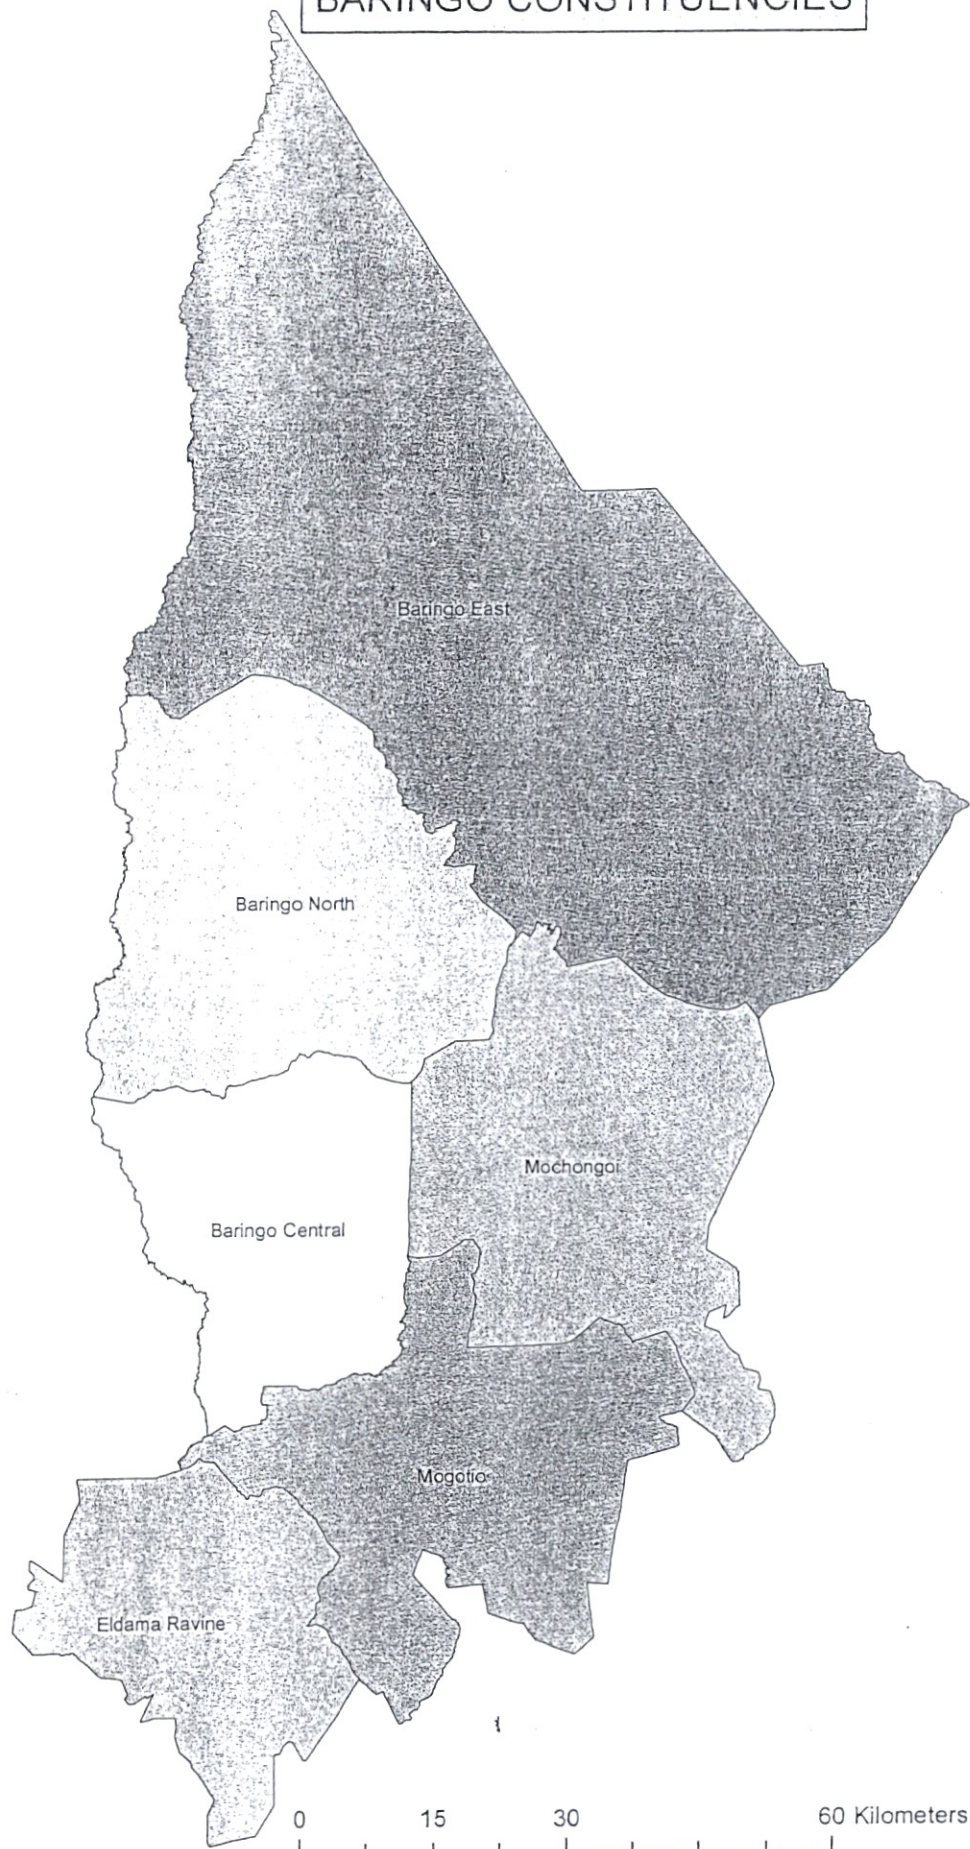 BARINGO CONSTITUENCIES
Baringo East
Baringo North
Mochongoi
Baringo Central
Mogotio
Eldama Ravine
0 15 30 60 Kilometers